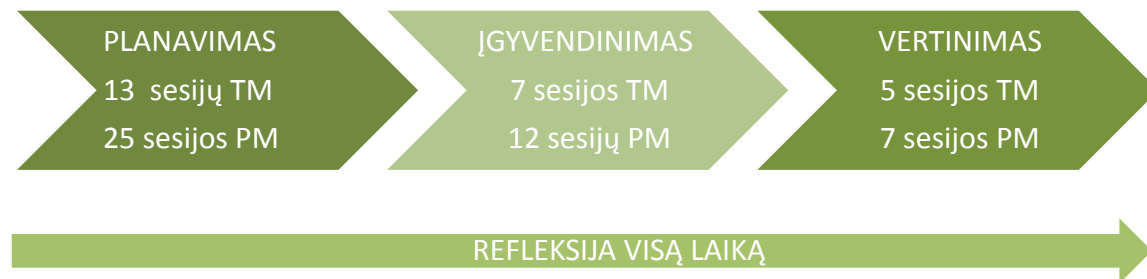 PLANAVIMAS
13 sesijų TM
25 sesijos PM
ĮGYVENDINIMAS
7 sesijos TM
12 sesijų PM
VERTINIMAS
5 sesijos TM
7 sesijos PM
REFLEKSIJA VISĄ LAIKĄ